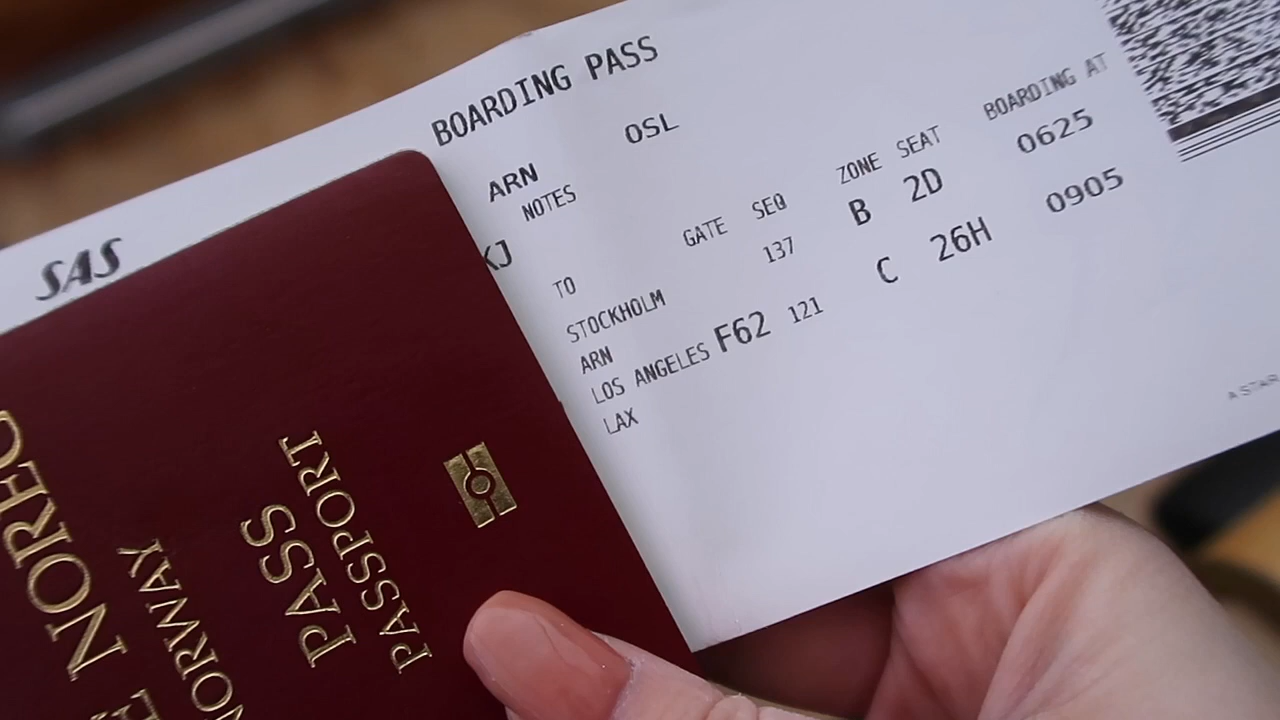 BOARDING PASS
ARN OSL
NOTES
SAS
TO GATE SEQ ZONE SEAT BOARDING AT
STOCKHOLM 137 B 2D 0625
ARN
LOS ANGELES F62 121 C 26H 0905
LAX
A STAR
NORWAY
PASS
PASSPORT